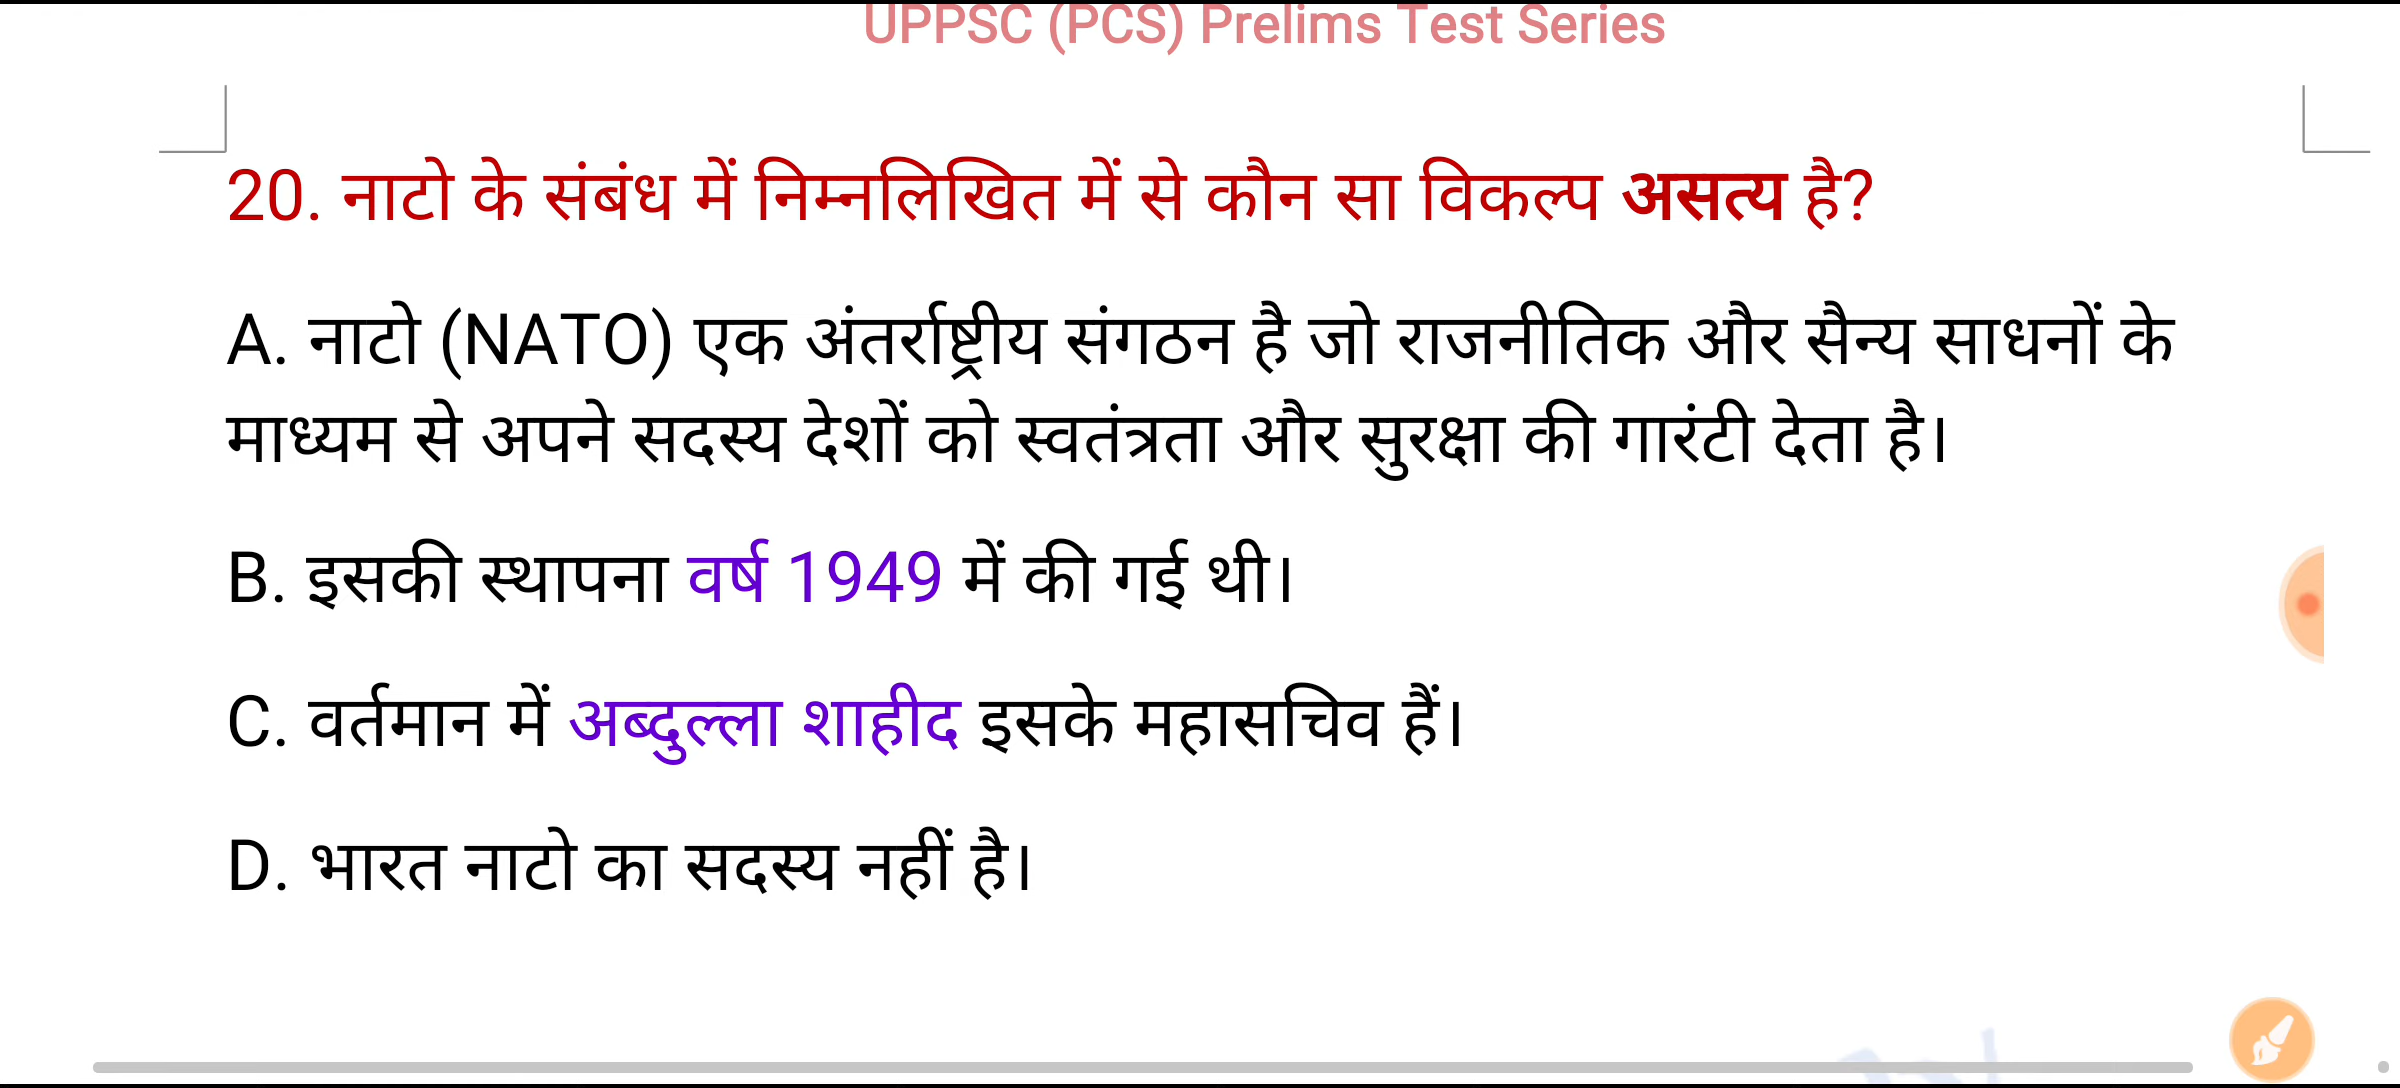 UPPSC (PCS) Prelims Test Series
20. नाटो के संबंध में निम्नलिखित में से कौन सा विकल्प असत्य है?
A. नाटो (NATO) एक अंतर्राष्ट्रीय संगठन है जो राजनीतिक और सैन्य साधनों के
माध्यम से अपने सदस्य देशों को स्वतंत्रता और सुरक्षा की गारंटी देता है।
B. इसकी स्थापना वर्ष 1949 में की गई थी।
C. वर्तमान में अब्दुल्ला शाहीद इसके महासचिव हैं।
D. भारत नाटो का सदस्य नहीं है।